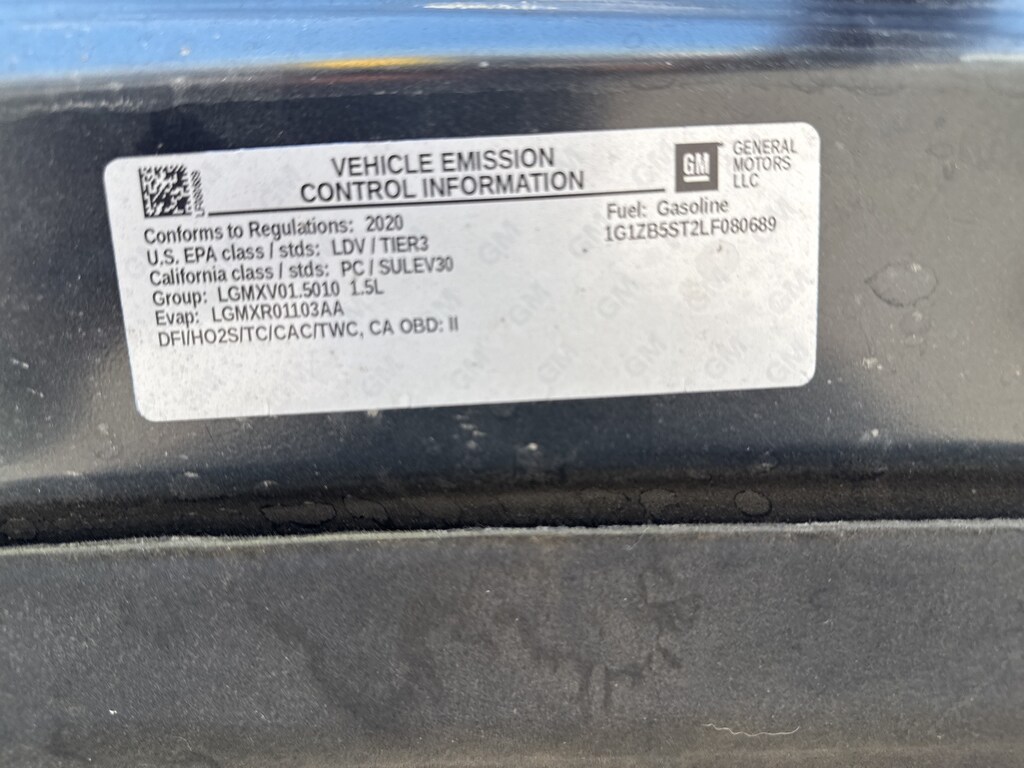 VEHICLE EMISSION
CONTROL INFORMATION
GM
GENERAL
MOTORS
LLC
Conforms to Regulations: 2020
U.S. EPA class / stds: LDV / TIER3
California class / stds: PC / SULEV30
Group: LGMXV01.5010 1.5L
Evap: LGMXR01103AA
DFI/HO2S/TC/CAC/TWC, CA OBD: II
Fuel: Gasoline
1G1ZB5ST2LF080689